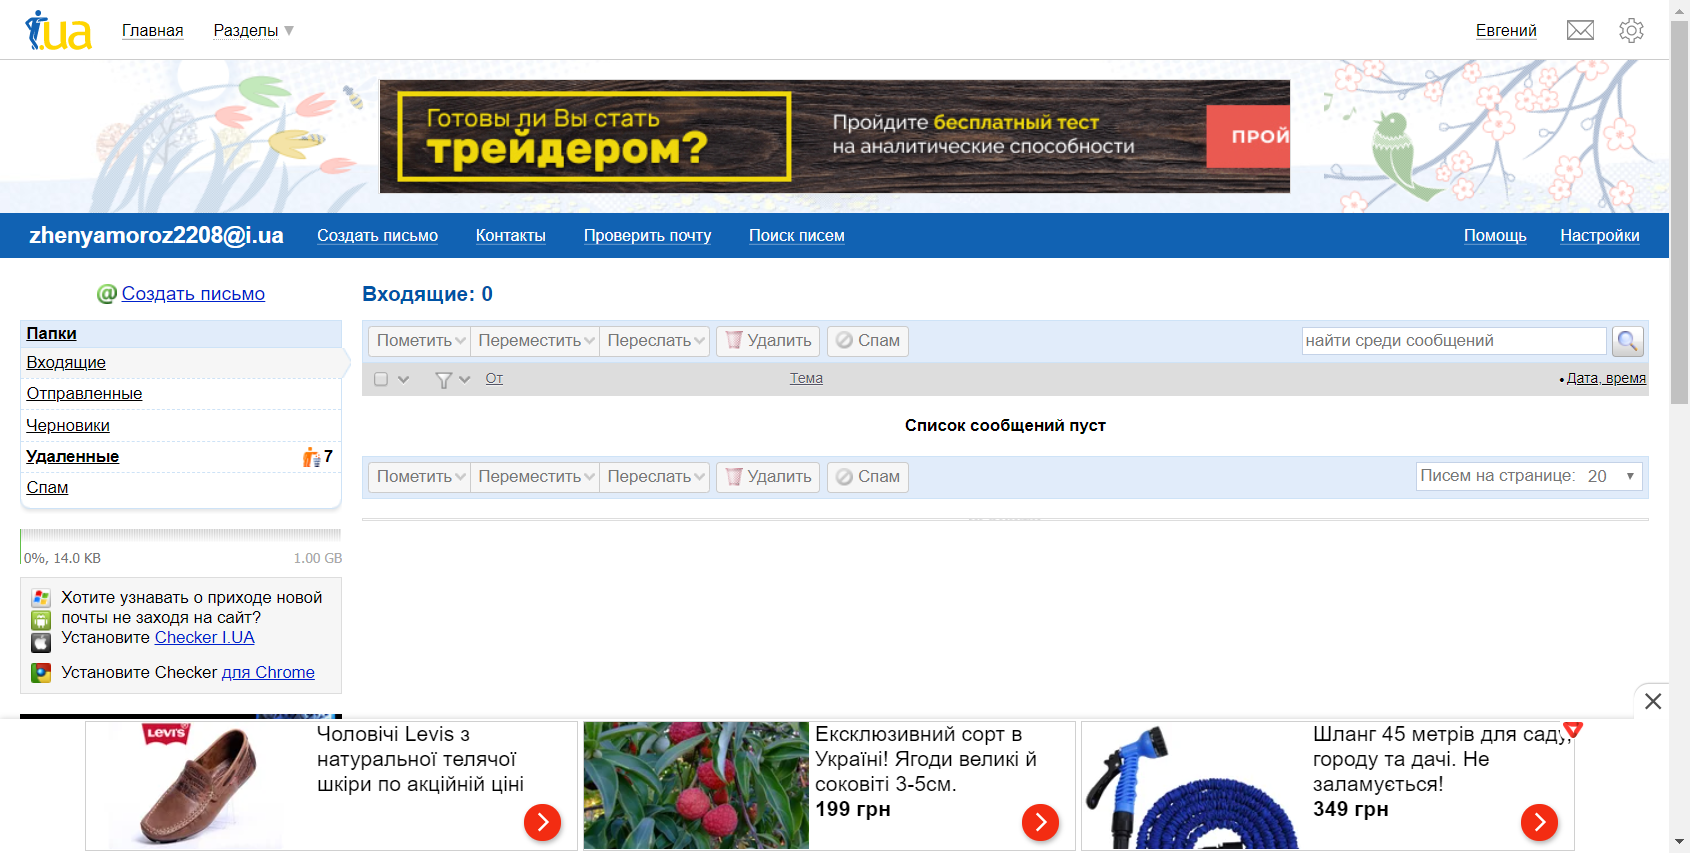 i.ua Главная Разделы Евгений
Готовы ли Вы стать
трейдером?
Пройдите бесплатный тест
на аналитические способности
ПРОЙ
zhenyamoroz2208@i.ua Создать письмо Контакты Проверить почту Поиск писем Помощь Настройки
Создать письмо
Папки
Входящие
Отправленные
Черновики
Удаленные 7
Спам
0%, 14.0 KB 1.00 GB
Хотите узнавать о приходе новой
почты не заходя на сайт?
Установите Checker I.UA
Установите Checker для Chrome
Входящие: 0
Пометить Переместить Переслать Удалить Спам найти среди сообщений
От Тема •Дата, время
Список сообщений пуст
Пометить Переместить Переслать Удалить Спам Писем на странице: 20
LEVI'S
Чоловічі Levis з
натуральної телячої
шкіри по акційній ціні
Ексклюзивний сорт в
Україні! Ягоди великі й
соковіті 3-5см.
199 грн
Шланг 45 метрів для саду,
городу та дачі. Не
заламується!
349 грн